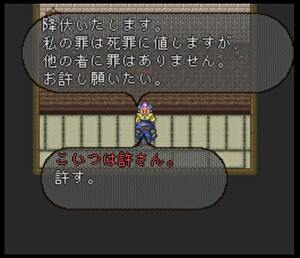 降伏いたします。
私の罪は死罪に値しますが、
他の者に罪はありません。
お許し願いたい。
こいつは許さん。
許す。